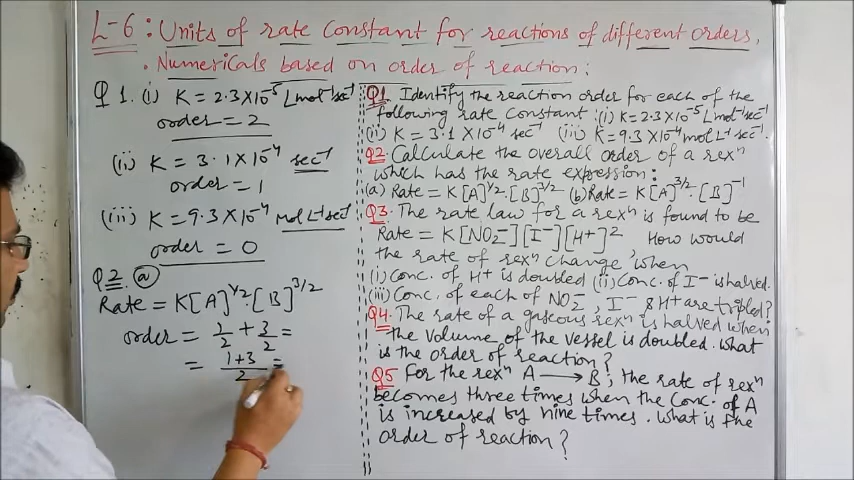 L-6 : Units of rate constant for reactions of different orders,
. Numericals based on order of reaction :
Q 1. (i) K = 2.3 X 10⁻⁵ L mol⁻¹ sec⁻¹
order = 2
(ii) K = 3.1 X 10⁻⁴ sec⁻¹
order = 1
(iii) K = 9.3 X 10⁻⁴ mol L⁻¹ sec⁻¹
order = 0
Q 2. (a)
Rate = K [A]^1/2 . [B]^3/2
order = 1/2 + 3/2 =
= (1+3)/2 =
Q1. Identify the reaction order for each of the
following rate constant : (i) K = 2.3 X 10⁻⁵ L mol⁻¹ sec⁻¹
(ii) K = 3.1 X 10⁻⁴ sec⁻¹ (iii) K = 9.3 X 10⁻⁴ mol L⁻¹ sec⁻¹.
Q2. Calculate the overall order of a rexⁿ
which has the rate expression :
(a) Rate = K [A]^1/2 . [B]^3/2 (b) Rate = K [A]^3/2 . [B]⁻¹
Q3. The rate law for a rexⁿ is found to be
Rate = K [NO₂⁻] [I⁻] [H⁺]² . How would
the rate of rexⁿ change, when
(i) Conc. of H⁺ is doubled (ii) Conc. of I⁻ is halved.
(iii) Conc. of each of NO₂⁻, I⁻ & H⁺ are tripled ?
Q4. The rate of a gaseous rexⁿ is halved when
the volume of the vessel is doubled. what
is the order of reaction ?
Q5 For the rexⁿ A ⟶ B ; the rate of rexⁿ
becomes three times when the conc. of A
is increased by nine times. what is the
order of reaction ?